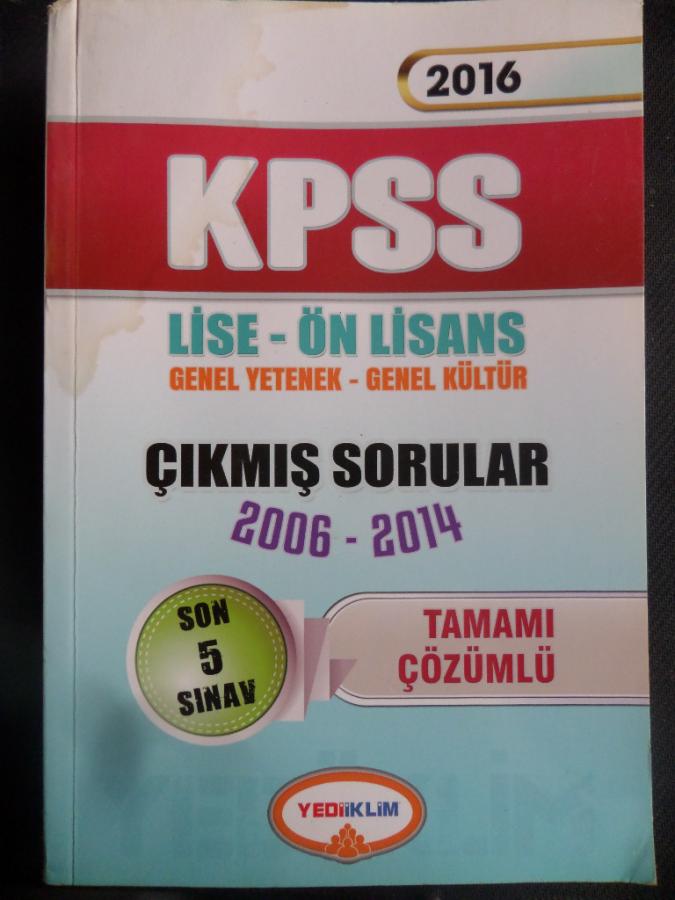 2016
KPSS
LİSE - ÖN LİSANS
GENEL YETENEK - GENEL KÜLTÜR
ÇIKMIŞ SORULAR
2006 - 2014
SON
5
SINAV
TAMAMI
ÇÖZÜMLÜ
YEDİİKLİM